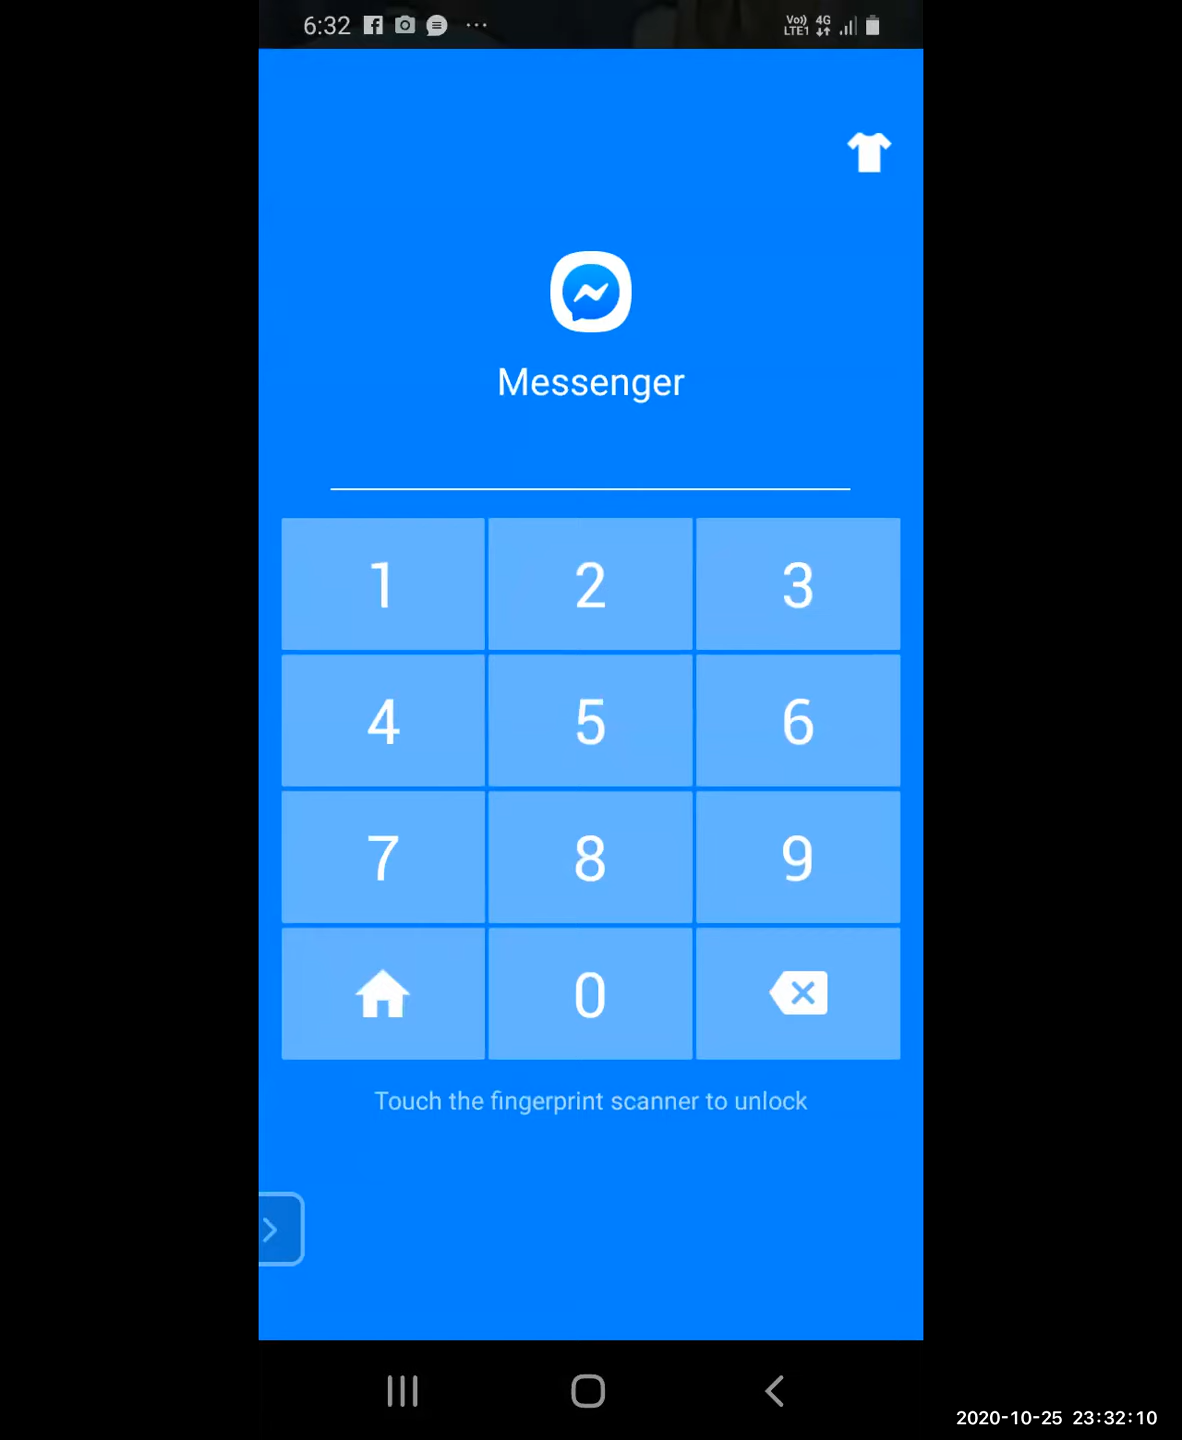 6:32
Vo)) 4G
LTE1
Messenger
1 2 3
4 5 6
7 8 9
0
Touch the fingerprint scanner to unlock
2020-10-25 23:32:10